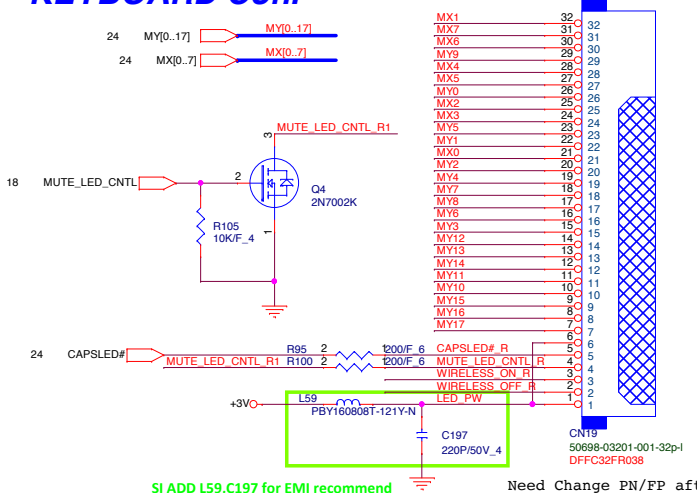 KEYBOARD Conn
24 MY[0..17] MY[0..17]
24 MX[0..7] MX[0..7]
3 MUTE_LED_CNTL_R1
18 MUTE_LED_CNTL 2
Q4
2N7002K
R105
10K/F_4
1
MX1 32 32
MX7 31 31
MX6 30 30
MY9 29 29
MX4 28 28
MX5 27 27
MY0 26 26
MX2 25 25
MX3 24 24
MY5 23 23
MY1 22 22
MX0 21 21
MY2 20 20
MY4 19 19
MY7 18 18
MY8 17 17
MY6 16 16
MY3 15 15
MY12 14 14
MY13 13 13
MY14 12 12
MY11 11 11
MY10 10 10
MY15 9 9
MY16 8 8
MY17 7 7
6 6
24 CAPSLED# R95 2 1 200/F_6 CAPSLED#_R 5 5
MUTE_LED_CNTL_R1 R100 2 1 200/F_6 MUTE_LED_CNTL_R 4 4
WIRELESS_ON_R 3 3
WIRELESS_OFF_R 2 2
+3V L59 LED_PW 1 1
PBY160808T-121Y-N
C197
220P/50V_4
CN19
50698-03201-001-32p-l
DFFC32FR038
SI ADD L59.C197 for EMI recommend
Need Change PN/FP aft